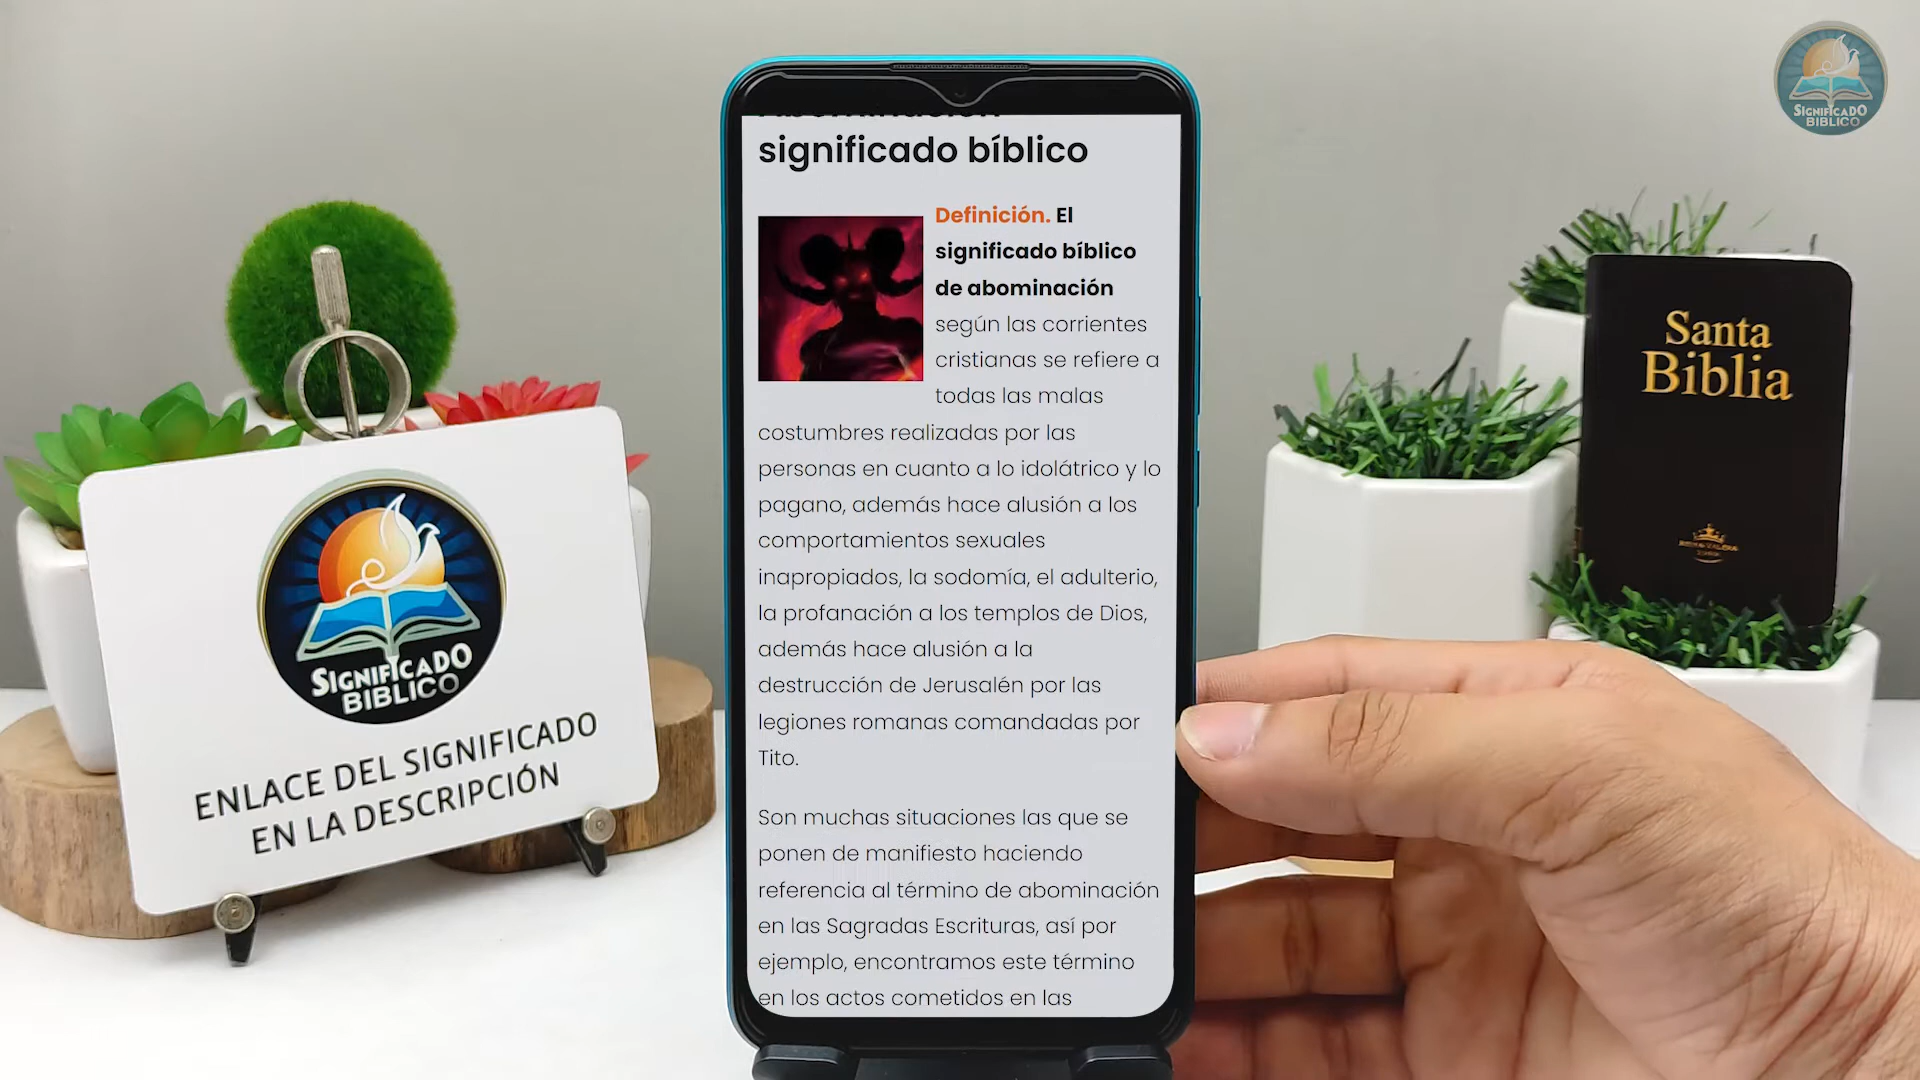 SIGNIFICADO
BIBLICO
significado bíblico
Definición. El
significado bíblico
de abominación
según las corrientes
cristianas se refiere a
todas las malas
costumbres realizadas por las
personas en cuanto a lo idolátrico y lo
pagano, además hace alusión a los
comportamientos sexuales
inapropiados, la sodomía, el adulterio,
la profanación a los templos de Dios,
además hace alusión a la
destrucción de Jerusalén por las
legiones romanas comandadas por
Tito.
Son muchas situaciones las que se
ponen de manifiesto haciendo
referencia al término de abominación
en las Sagradas Escrituras, así por
ejemplo, encontramos este término
en los actos cometidos en las
SIGNIFICADO
BIBLICO
ENLACE DEL SIGNIFICADO
EN LA DESCRIPCIÓN
Santa
Biblia